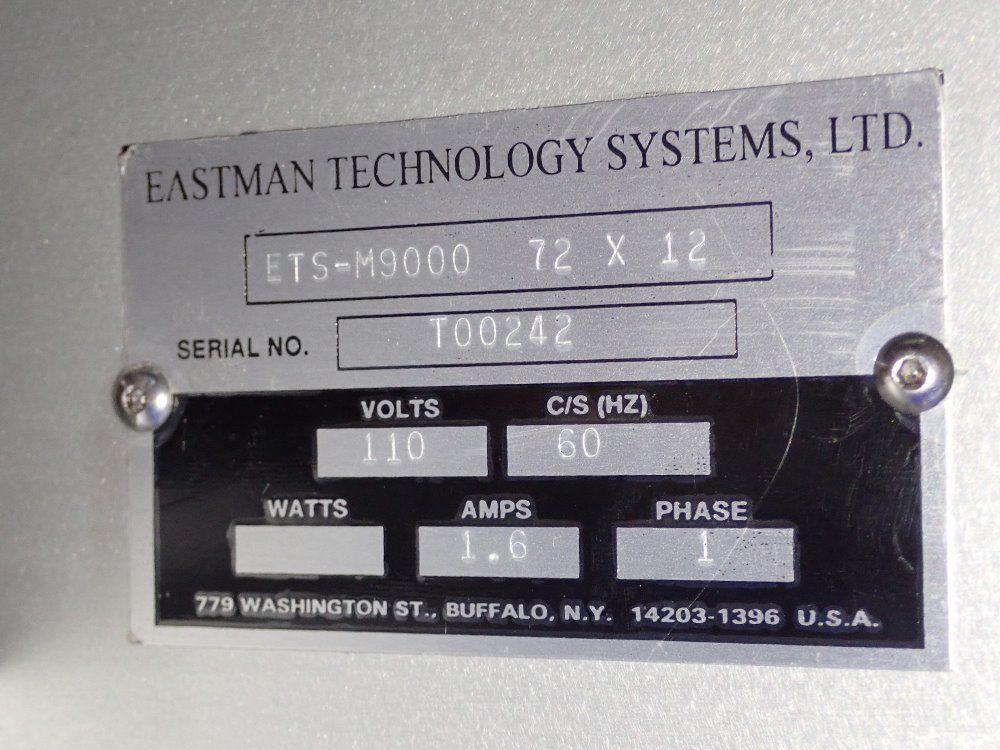 EASTMAN TECHNOLOGY SYSTEMS, LTD.
ETS-M9000 72 X 12
SERIAL NO. T00242
VOLTS C/S (HZ)
110 60
WATTS AMPS PHASE
1.6 1
779 WASHINGTON ST., BUFFALO, N.Y. 14203-1396 U.S.A.